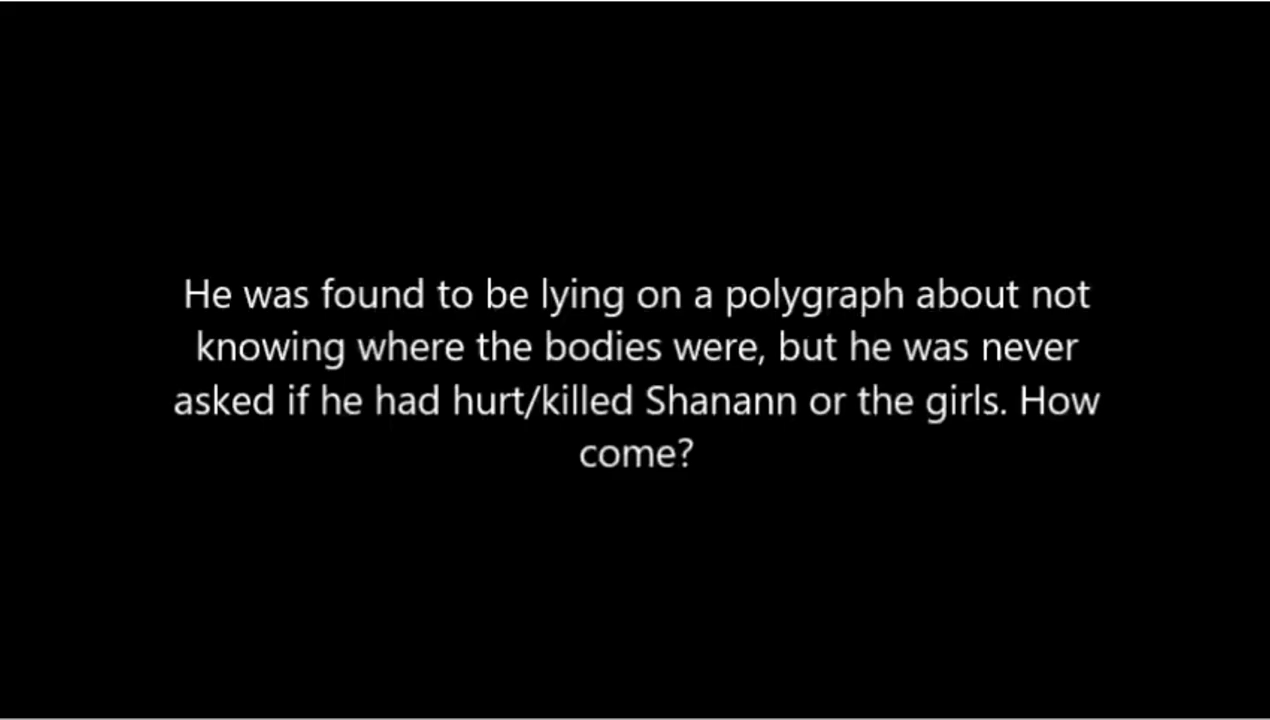 He was found to be lying on a polygraph about not
knowing where the bodies were, but he was never
asked if he had hurt/killed Shanann or the girls. How
come?